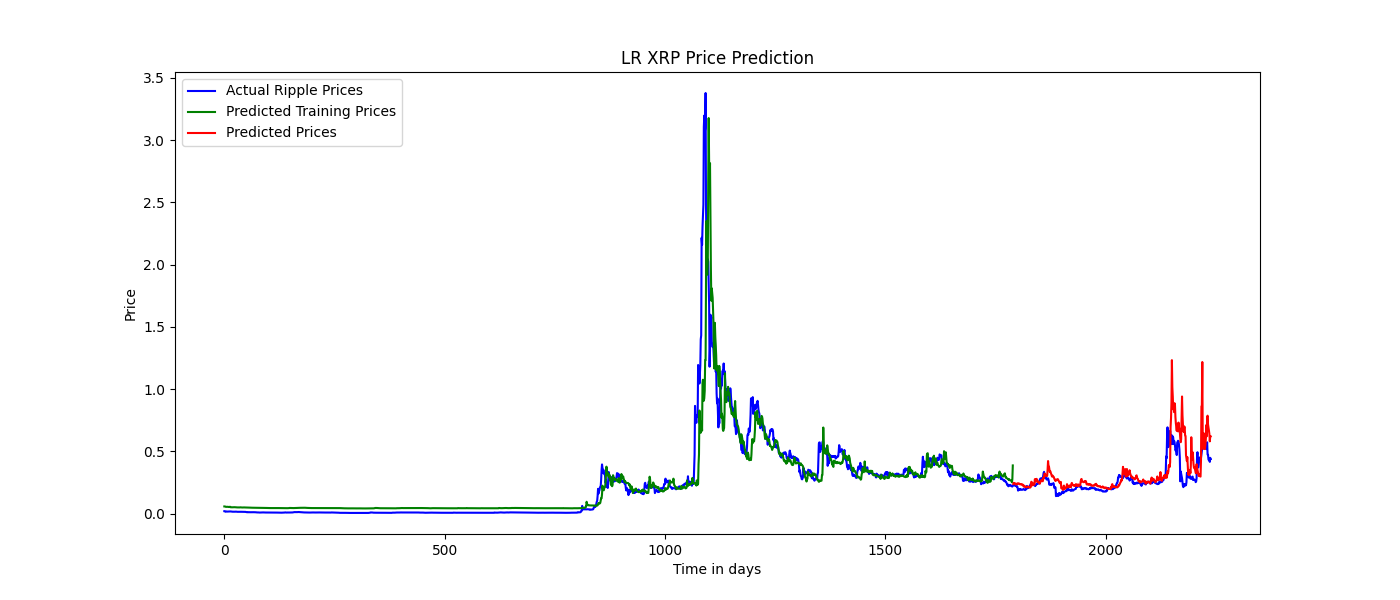 LR XRP Price Prediction
Actual Ripple Prices
Predicted Training Prices
Predicted Prices
3.5
3.0
2.5
2.0
1.5
1.0
0.5
0.0
Price
0 500 1000 1500 2000
Time in days